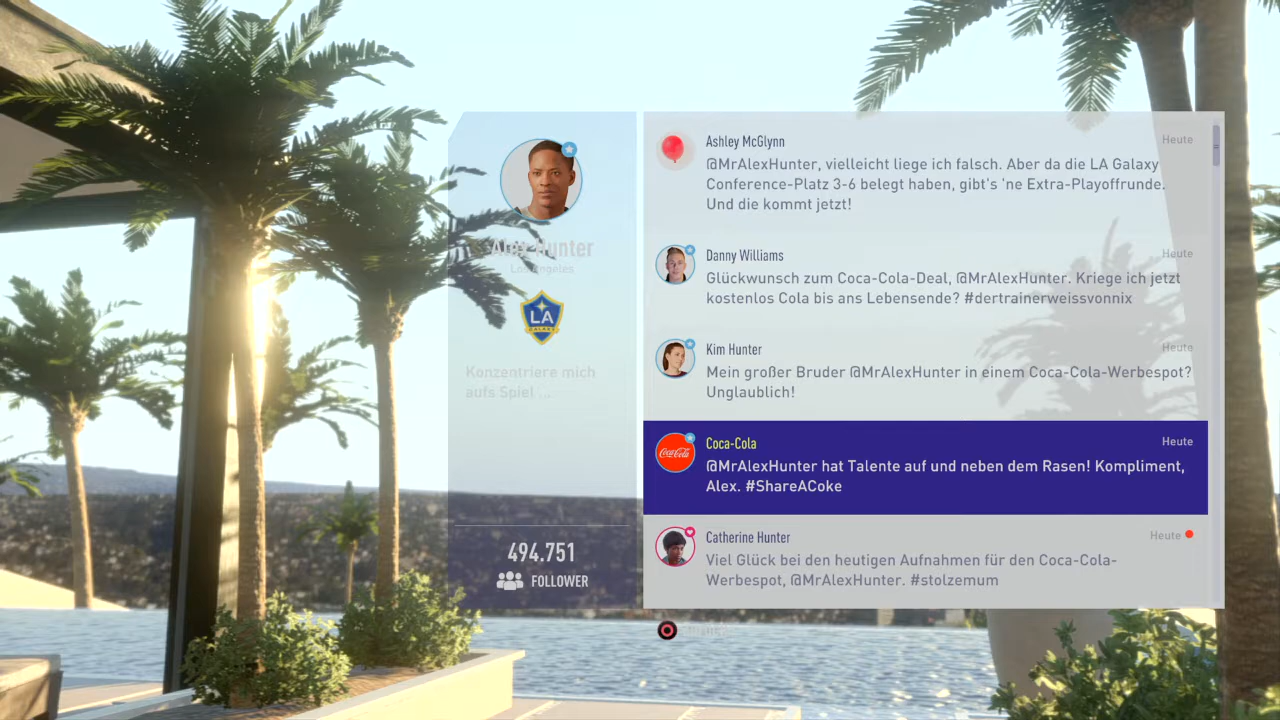 Alex Hunter
Los Angeles
LA
GALAXY
Konzentriere mich
aufs Spiel ...
494.751
FOLLOWER
Ashley McGlynn
Heute
@MrAlexHunter, vielleicht liege ich falsch. Aber da die LA Galaxy
Conference-Platz 3-6 belegt haben, gibt's 'ne Extra-Playoffrunde.
Und die kommt jetzt!
Danny Williams
Heute
Glückwunsch zum Coca-Cola-Deal, @MrAlexHunter. Kriege ich jetzt
kostenlos Cola bis ans Lebensende? #dertrainerweissvonnix
Kim Hunter
Heute
Mein großer Bruder @MrAlexHunter in einem Coca-Cola-Werbespot?
Unglaublich!
Coca-Cola
Coca-Cola
Heute
@MrAlexHunter hat Talente auf und neben dem Rasen! Kompliment,
Alex. #ShareACoke
Catherine Hunter
Heute
Viel Glück bei den heutigen Aufnahmen für den Coca-Cola-
Werbespot, @MrAlexHunter. #stolzemum